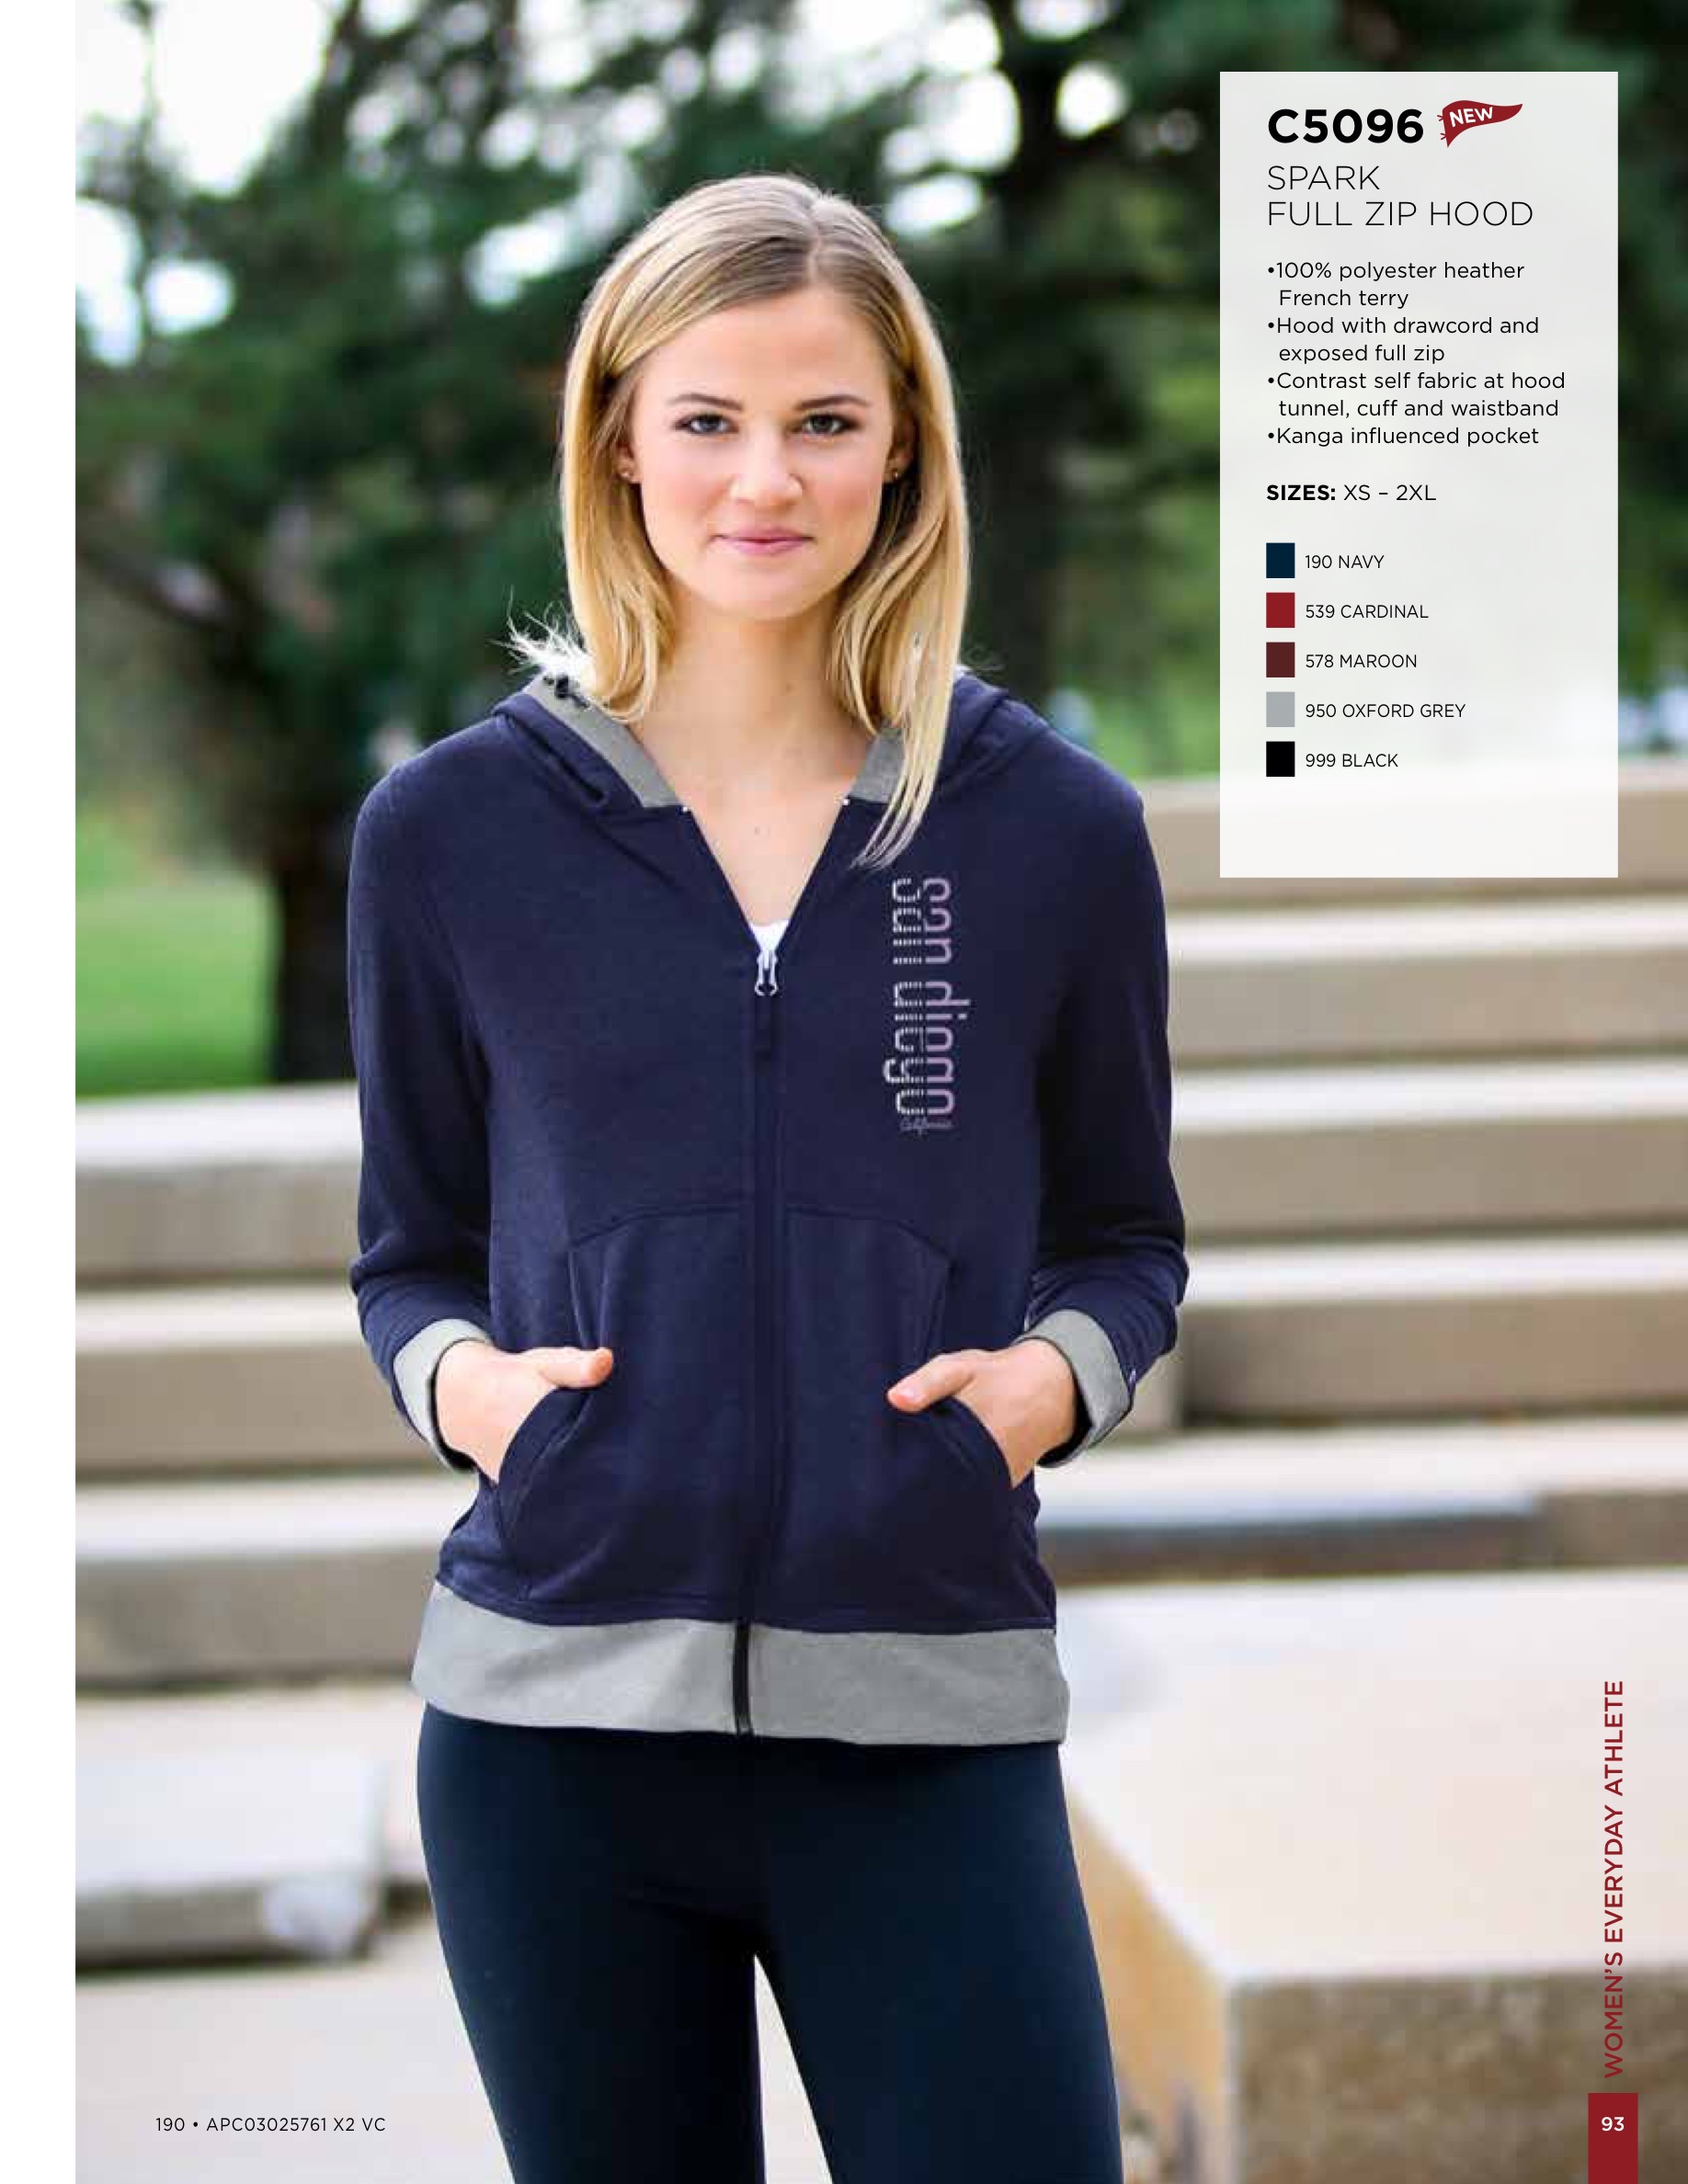 C5096 NEW
SPARK
FULL ZIP HOOD
•100% polyester heather
French terry
•Hood with drawcord and
exposed full zip
•Contrast self fabric at hood
tunnel, cuff and waistband
•Kanga influenced pocket
SIZES: XS – 2XL
190 NAVY
539 CARDINAL
578 MAROON
950 OXFORD GREY
999 BLACK
san diego
California
WOMEN'S EVERYDAY ATHLETE
190 • APC03025761 X2 VC
93